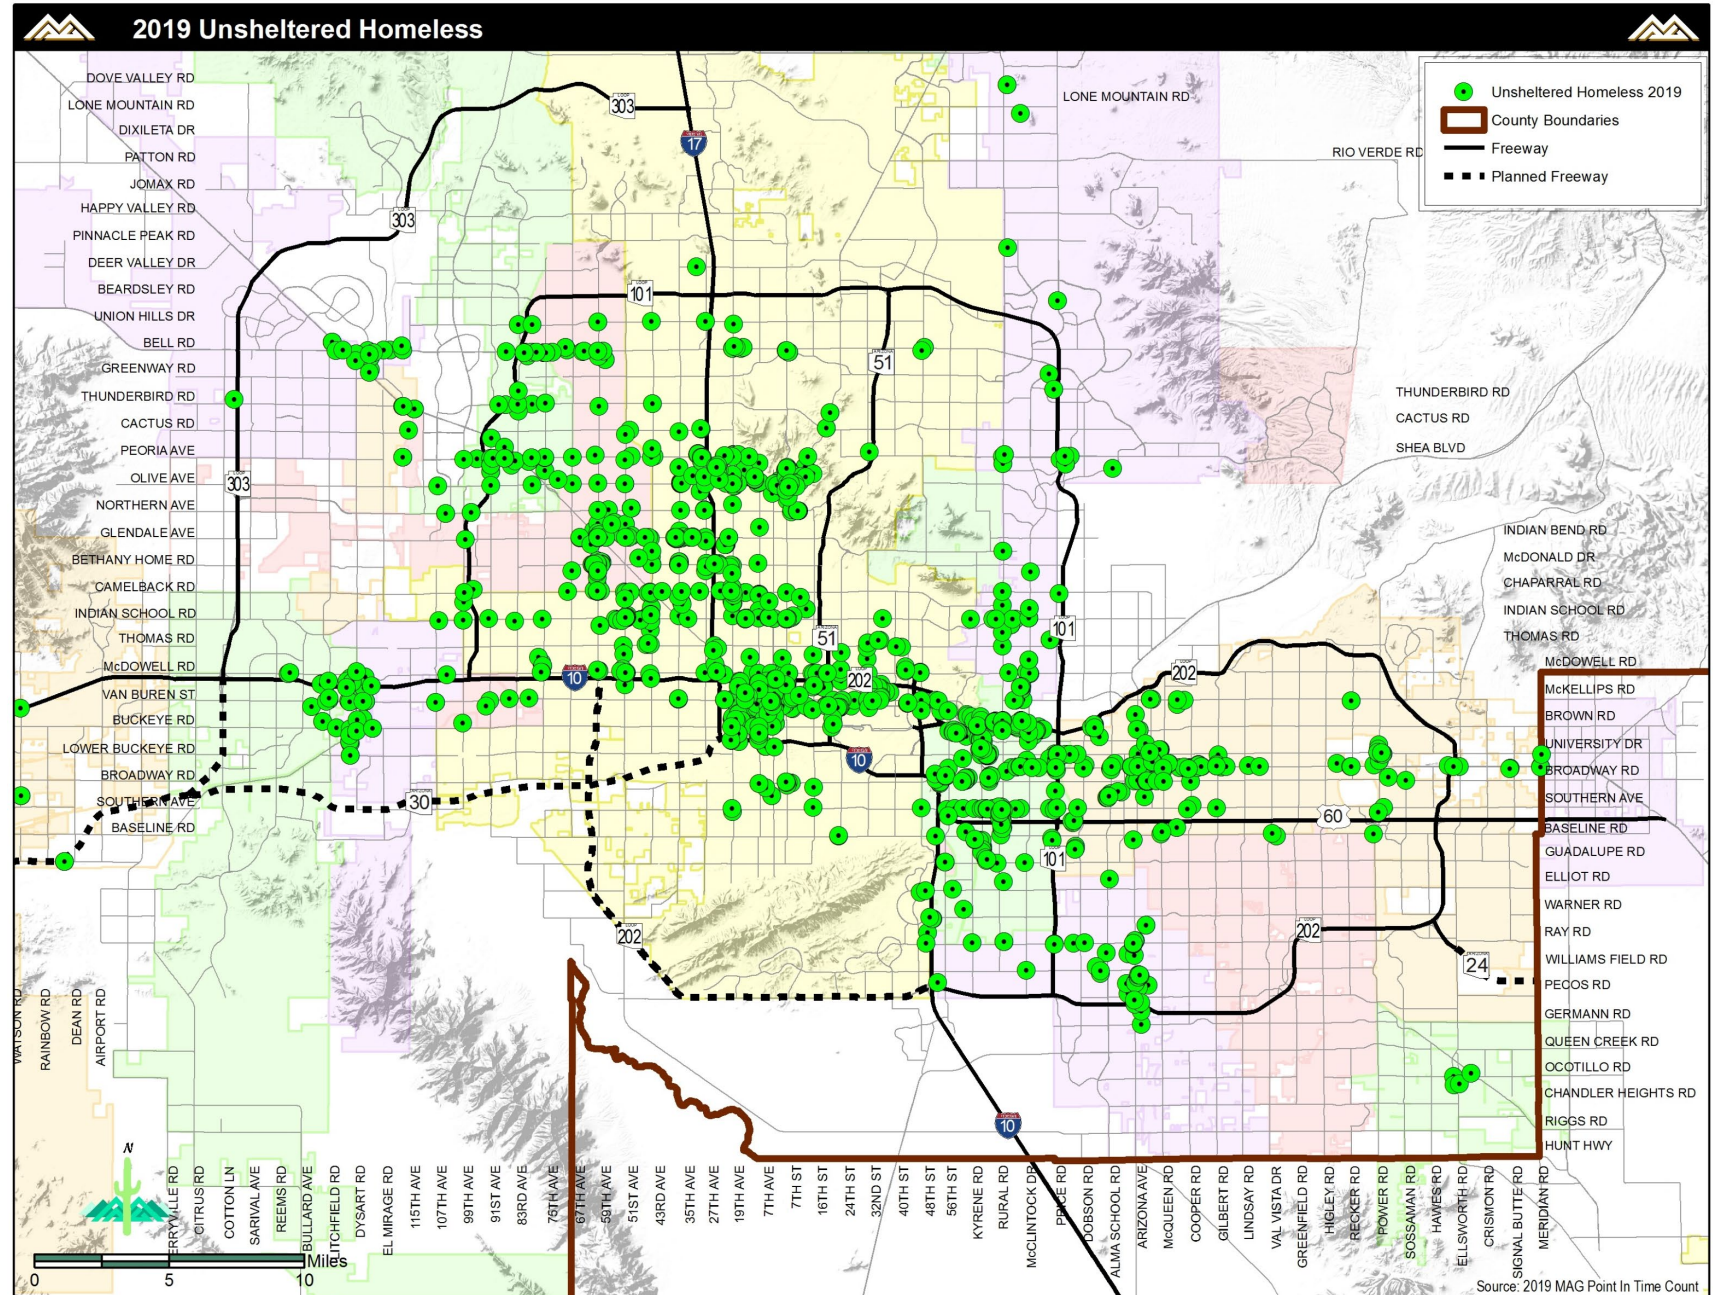 2019 Unsheltered Homeless
Unsheltered Homeless 2019
County Boundaries
Freeway
Planned Freeway
DOVE VALLEY RD
LONE MOUNTAIN RD
DIXILETA DR
PATTON RD
JOMAX RD
HAPPY VALLEY RD
PINNACLE PEAK RD
DEER VALLEY DR
BEARDSLEY RD
UNION HILLS DR
BELL RD
GREENWAY RD
THUNDERBIRD RD
CACTUS RD
PEORIA AVE
OLIVE AVE
NORTHERN AVE
GLENDALE AVE
BETHANY HOME RD
CAMELBACK RD
INDIAN SCHOOL RD
THOMAS RD
McDOWELL RD
VAN BUREN ST
BUCKEYE RD
LOWER BUCKEYE RD
BROADWAY RD
SOUTHERN AVE
BASELINE RD
LONE MOUNTAIN RD
RIO VERDE RD
THUNDERBIRD RD
CACTUS RD
SHEA BLVD
INDIAN BEND RD
McDONALD DR
CHAPARRAL RD
INDIAN SCHOOL RD
THOMAS RD
McDOWELL RD
McKELLIPS RD
BROWN RD
UNIVERSITY DR
BROADWAY RD
SOUTHERN AVE
BASELINE RD
GUADALUPE RD
ELLIOT RD
WARNER RD
RAY RD
WILLIAMS FIELD RD
PECOS RD
GERMANN RD
QUEEN CREEK RD
OCOTILLO RD
CHANDLER HEIGHTS RD
RIGGS RD
HUNT HWY
303
17
303
101
51
303
51
101
202
10
202
10
30
60
101
202
202
24
10
WATSON RD
RAINBOW RD
DEAN RD
AIRPORT RD
CITRUS RD
COTTON LN
SARIVAL AVE
REEMS RD
BULLARD AVE
LITCHFIELD RD
DYSART RD
EL MIRAGE RD
115TH AVE
107TH AVE
99TH AVE
91ST AVE
83RD AVE
75TH AVE
67TH AVE
59TH AVE
51ST AVE
43RD AVE
35TH AVE
27TH AVE
19TH AVE
7TH AVE
7TH ST
16TH ST
24TH ST
32ND ST
40TH ST
48TH ST
56TH ST
KYRENE RD
RURAL RD
McCLINTOCK DR
PRICE RD
DOBSON RD
ALMA SCHOOL RD
ARIZONA AVE
McQUEEN RD
COOPER RD
GILBERT RD
LINDSAY RD
VAL VISTA DR
GREENFIELD RD
HIGLEY RD
RECKER RD
POWER RD
SOSSAMAN RD
HAWES RD
ELLSWORTH RD
CRISMON RD
SIGNAL BUTTE RD
MERIDIAN RD
N
Miles
0 5 10
Source: 2019 MAG Point In Time Count